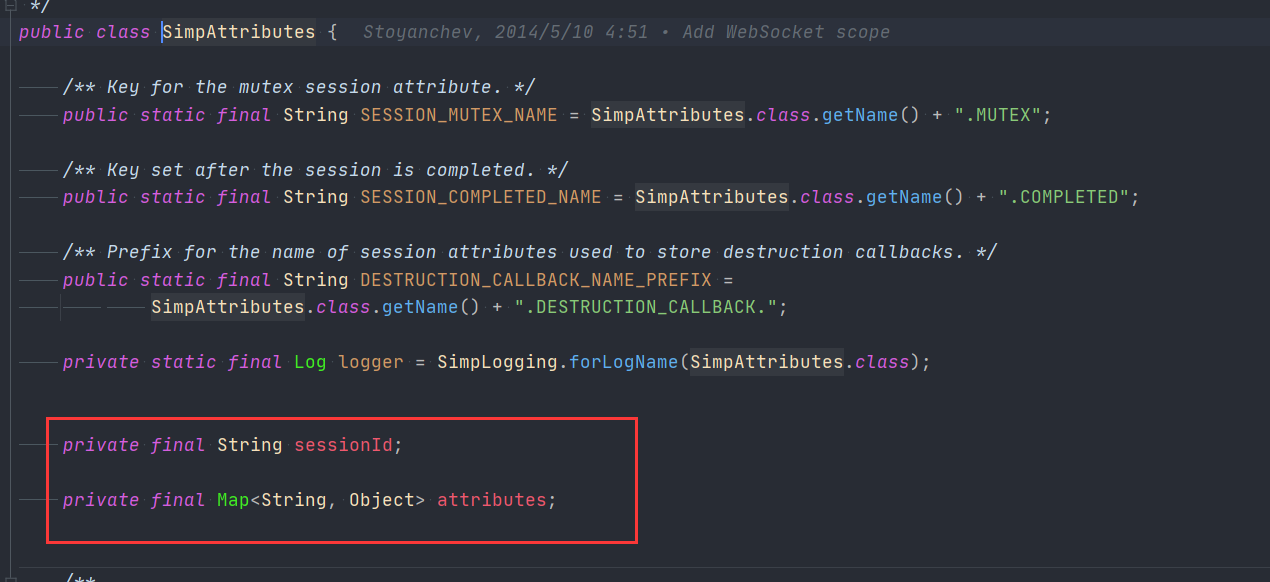 */
public class SimpAttributes {  Stoyanchev, 2014/5/10 4:51 • Add WebSocket scope
/** Key for the mutex session attribute. */
public static final String SESSION_MUTEX_NAME = SimpAttributes.class.getName() + ".MUTEX";
/** Key set after the session is completed. */
public static final String SESSION_COMPLETED_NAME = SimpAttributes.class.getName() + ".COMPLETED";
/** Prefix for the name of session attributes used to store destruction callbacks. */
public static final String DESTRUCTION_CALLBACK_NAME_PREFIX =
SimpAttributes.class.getName() + ".DESTRUCTION_CALLBACK.";
private static final Log logger = SimpLogging.forLogName(SimpAttributes.class);
private final String sessionId;
private final Map<String, Object> attributes;
/**